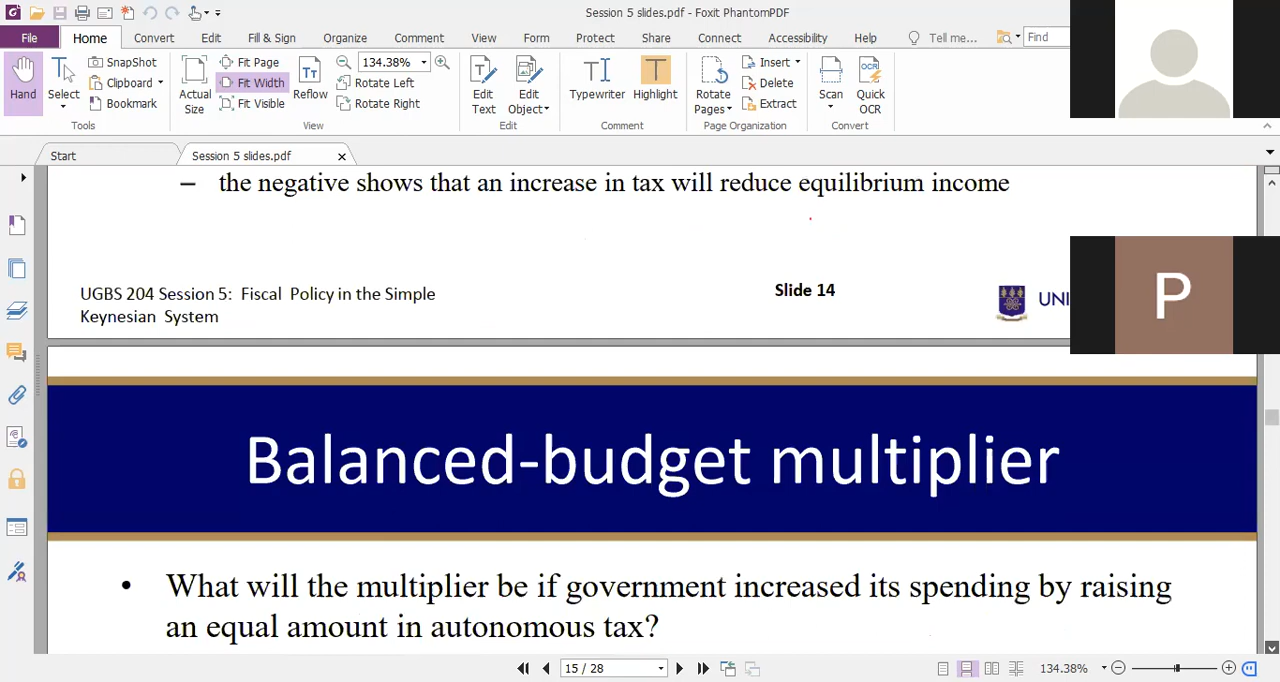 Session 5 slides.pdf - Foxit PhantomPDF
File Home Convert Edit Fill & Sign Organize Comment View Form Protect Share Connect Accessibility Help Tell me... Find
Hand Select SnapShot Clipboard Bookmark
Tools
Actual Size Fit Page Fit Width Fit Visible Reflow 134.38% Rotate Left Rotate Right
View
Edit Text Edit Object
Edit
Typewriter Highlight
Comment
Rotate Pages Insert Delete Extract
Page Organization
Scan Quick OCR
Convert
Start Session 5 slides.pdf
– the negative shows that an increase in tax will reduce equilibrium income
UGBS 204 Session 5: Fiscal Policy in the Simple
Keynesian System
Slide 14
UNI
P
Balanced-budget multiplier
• What will the multiplier be if government increased its spending by raising
an equal amount in autonomous tax?
15 / 28
134.38%